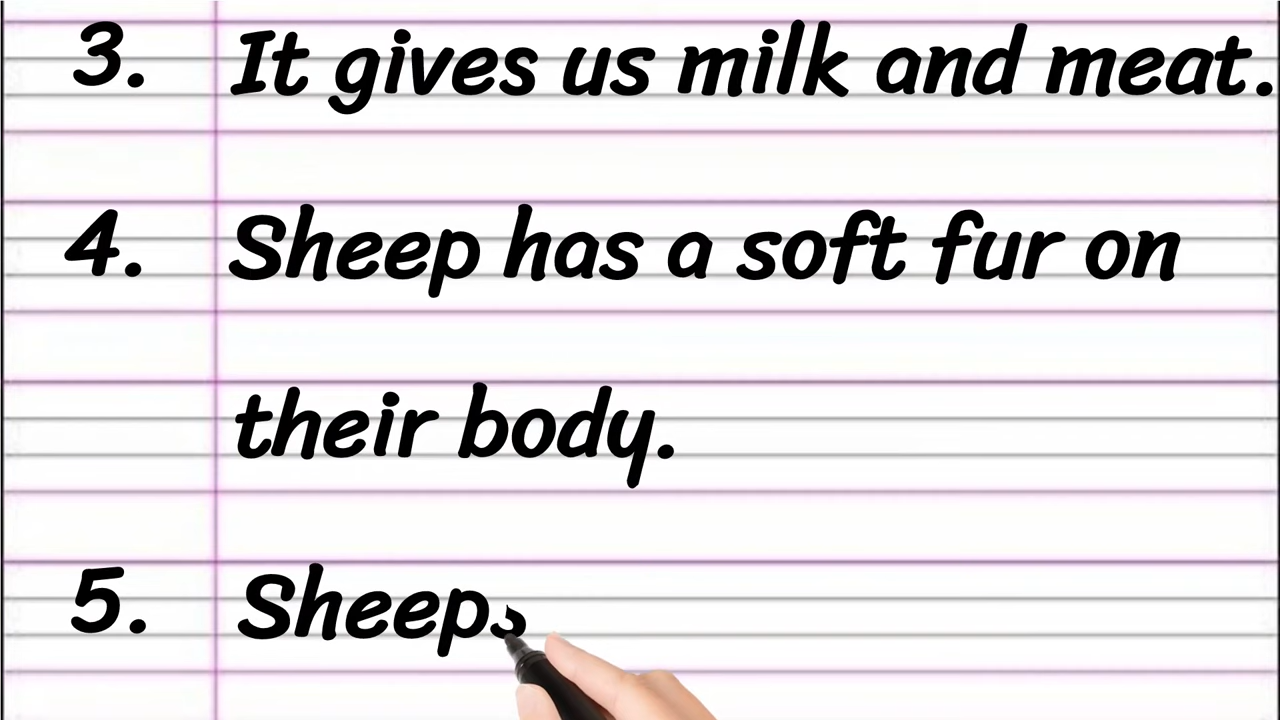 3. It gives us milk and meat.
4. Sheep has a soft fur on
their body.
5. Sheeps